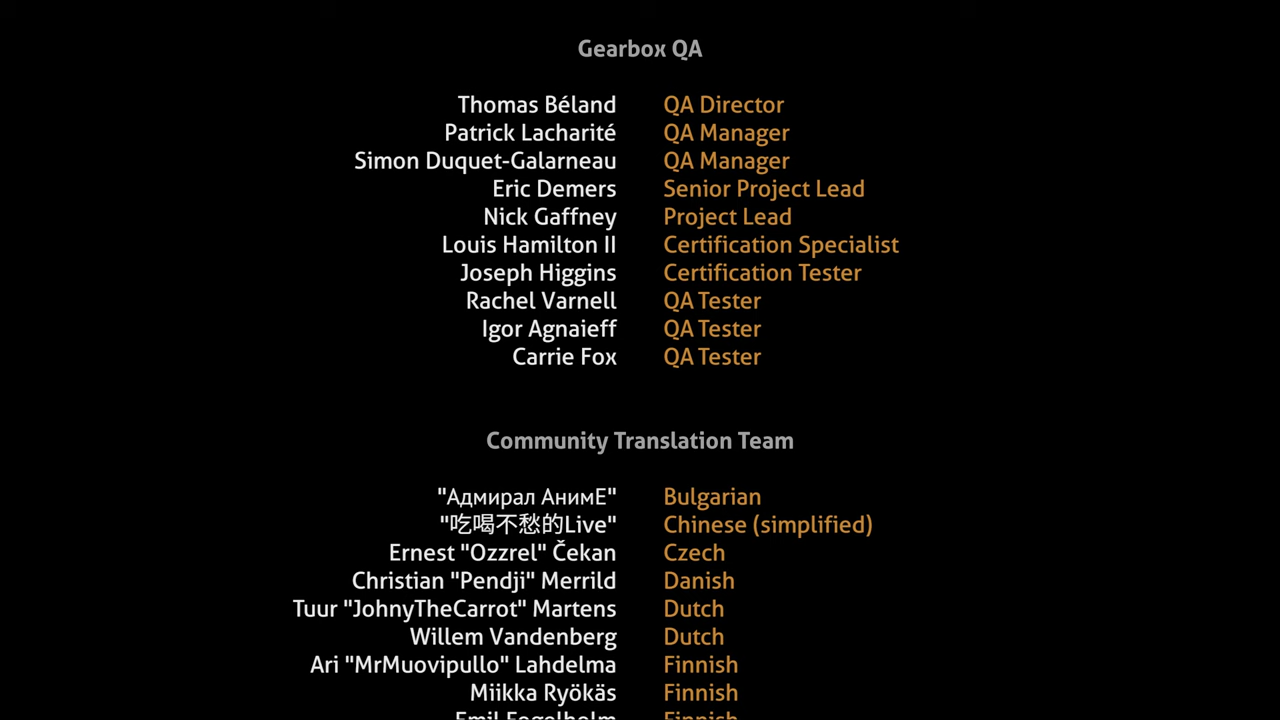 Gearbox QA
Thomas Béland QA Director
Patrick Lacharité QA Manager
Simon Duquet-Galarneau QA Manager
Eric Demers Senior Project Lead
Nick Gaffney Project Lead
Louis Hamilton II Certification Specialist
Joseph Higgins Certification Tester
Rachel Varnell QA Tester
Igor Agnaieff QA Tester
Carrie Fox QA Tester
Community Translation Team
"Адмирал АнимЕ" Bulgarian
"吃喝不愁的Live" Chinese (simplified)
Ernest "Ozzrel" Čekan Czech
Christian "Pendji" Merrild Danish
Tuur "JohnyTheCarrot" Martens Dutch
Willem Vandenberg Dutch
Ari "MrMuovipullo" Lahdelma Finnish
Miikka Ryökäs Finnish
Emil Fogelholm Finnish